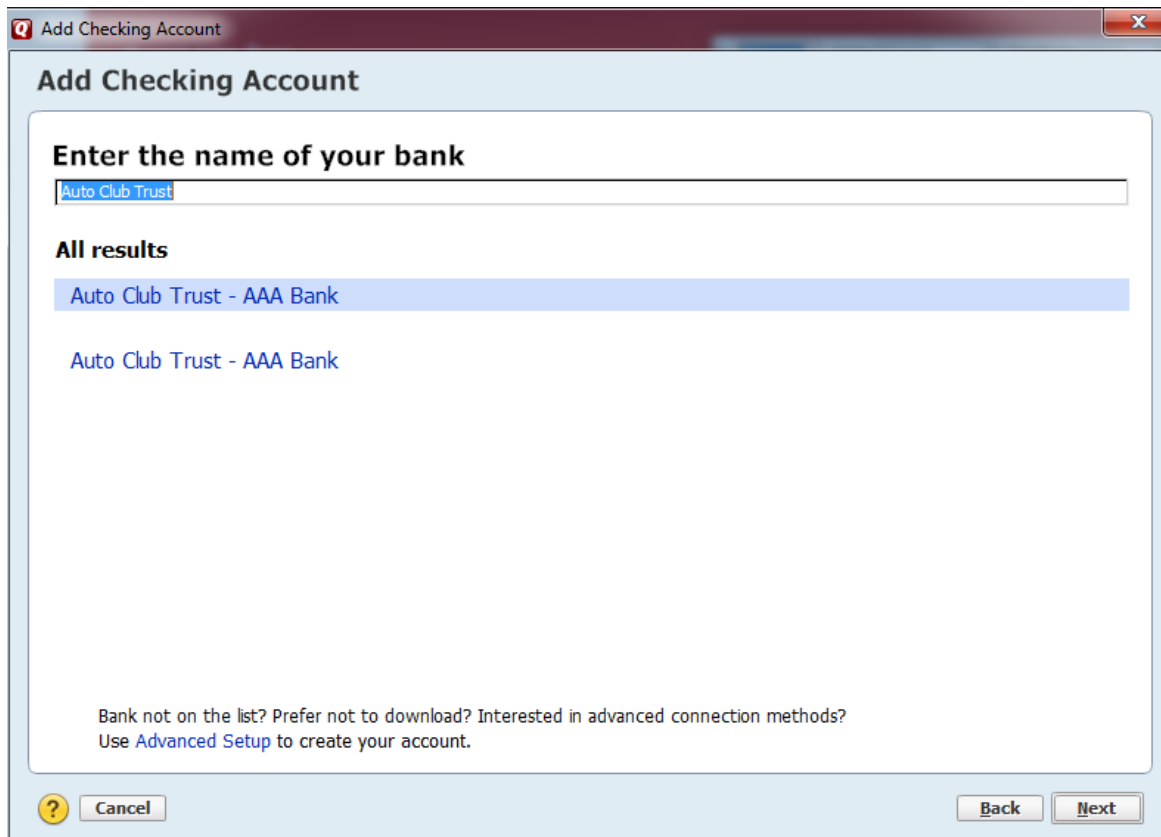 Add Checking Account
Add Checking Account
Enter the name of your bank
Auto Club Trust
All results
Auto Club Trust - AAA Bank
Auto Club Trust - AAA Bank
Bank not on the list? Prefer not to download? Interested in advanced connection methods?
Use Advanced Setup to create your account.
? Cancel Back Next